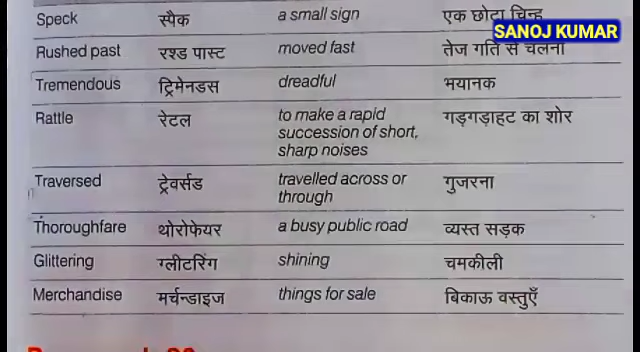 Speck स्पैक a small sign एक छोटा चिन्ह
SANOJ KUMAR
Rushed past रश्ड पास्ट moved fast तेज गति से चलना
Tremendous ट्रिमेनडस dreadful भयानक
Rattle रेटल to make a rapid गड़गड़ाहट का शोर
succession of short,
sharp noises
Traversed ट्रेवर्सड travelled across or गुजरना
through
Thoroughfare थोरोफेयर a busy public road व्यस्त सड़क
Glittering ग्लीटरिंग shining चमकीली
Merchandise मर्चन्डाइज things for sale बिकाऊ वस्तुएँ